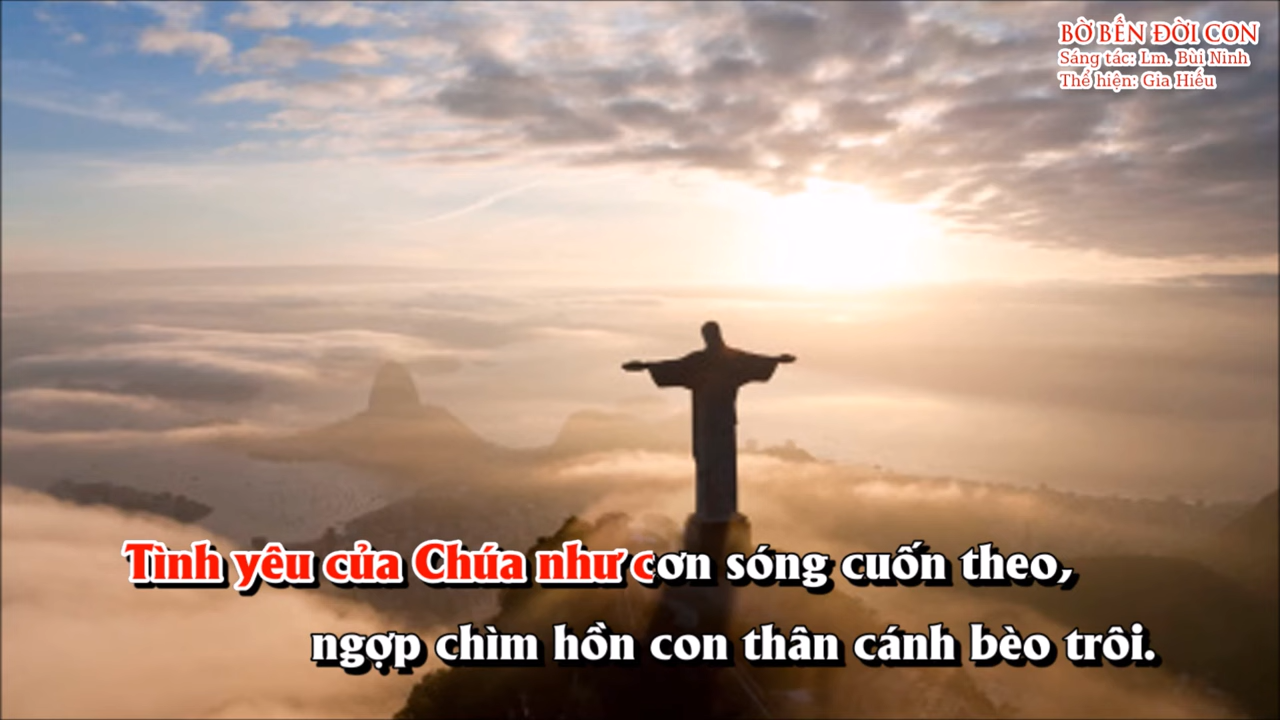 BỜ BẾN ĐỜI CON
Sáng tác: Lm. Bùi Ninh
Thể hiện: Gia Hiếu
Tình yêu của Chúa như cơn sóng cuốn theo,
ngợp chìm hồn con thân cánh bèo trôi.